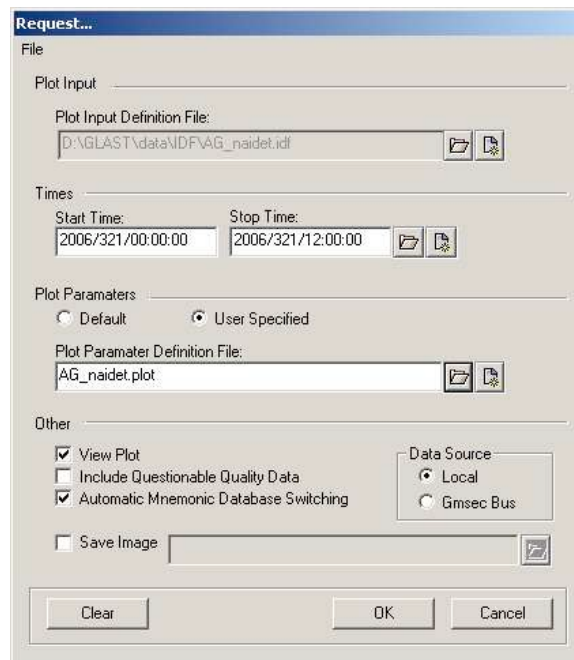 Request...
File
Plot Input
Plot Input Definition File:
D:\GLAST\data\IDF\AG_naidet.idf
Times
Start Time: Stop Time:
2006/321/00:00:00 2006/321/12:00:00
Plot Paramaters
Default User Specified
Plot Paramater Definition File:
AG_naidet.plot
Other
View Plot
Include Questionable Quality Data
Automatic Mnemonic Database Switching
Data Source
Local
Gmsec Bus
Save Image
Clear OK Cancel